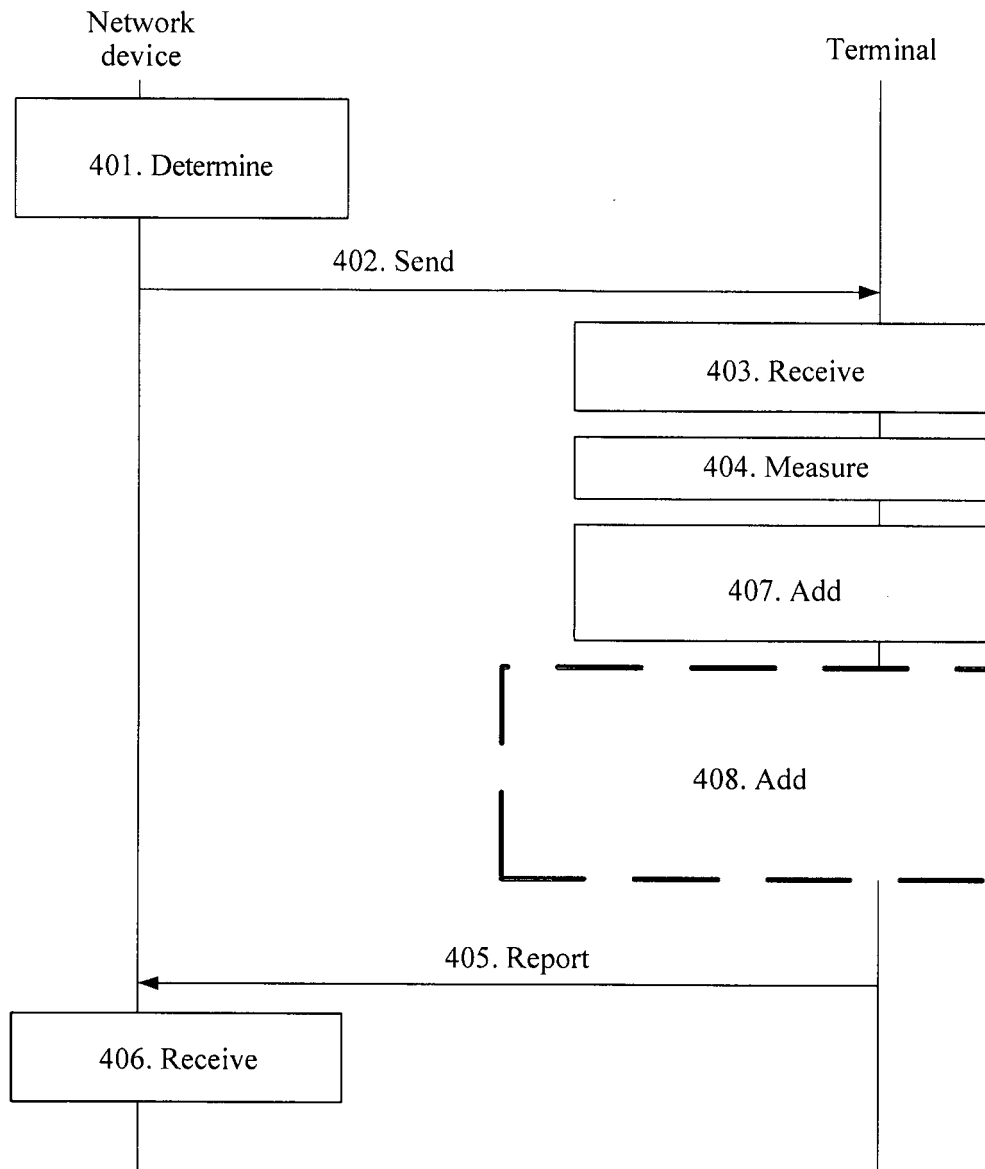 Network
device
Terminal
401. Determine
402. Send
403. Receive
404. Measure
407. Add
408. Add
405. Report
406. Receive